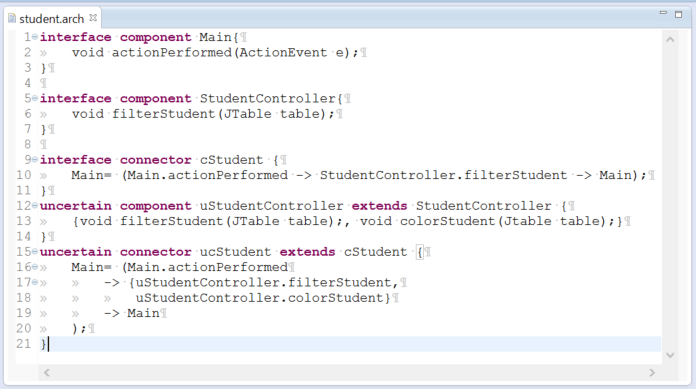 student.arch
1 interface component Main{
2 void actionPerformed(ActionEvent e);
3 }
4
5 interface component StudentController{
6 void filterStudent(JTable table);
7 }
8
9 interface connector cStudent {
10 Main= (Main.actionPerformed -> StudentController.filterStudent -> Main);
11 }
12 uncertain component uStudentController extends StudentController {
13 {void filterStudent(JTable table);, void colorStudent(Jtable table);}
14 }
15 uncertain connector ucStudent extends cStudent {
16 Main= (Main.actionPerformed
17 -> {uStudentController.filterStudent,
18 uStudentController.colorStudent}
19 -> Main
20 );
21 }